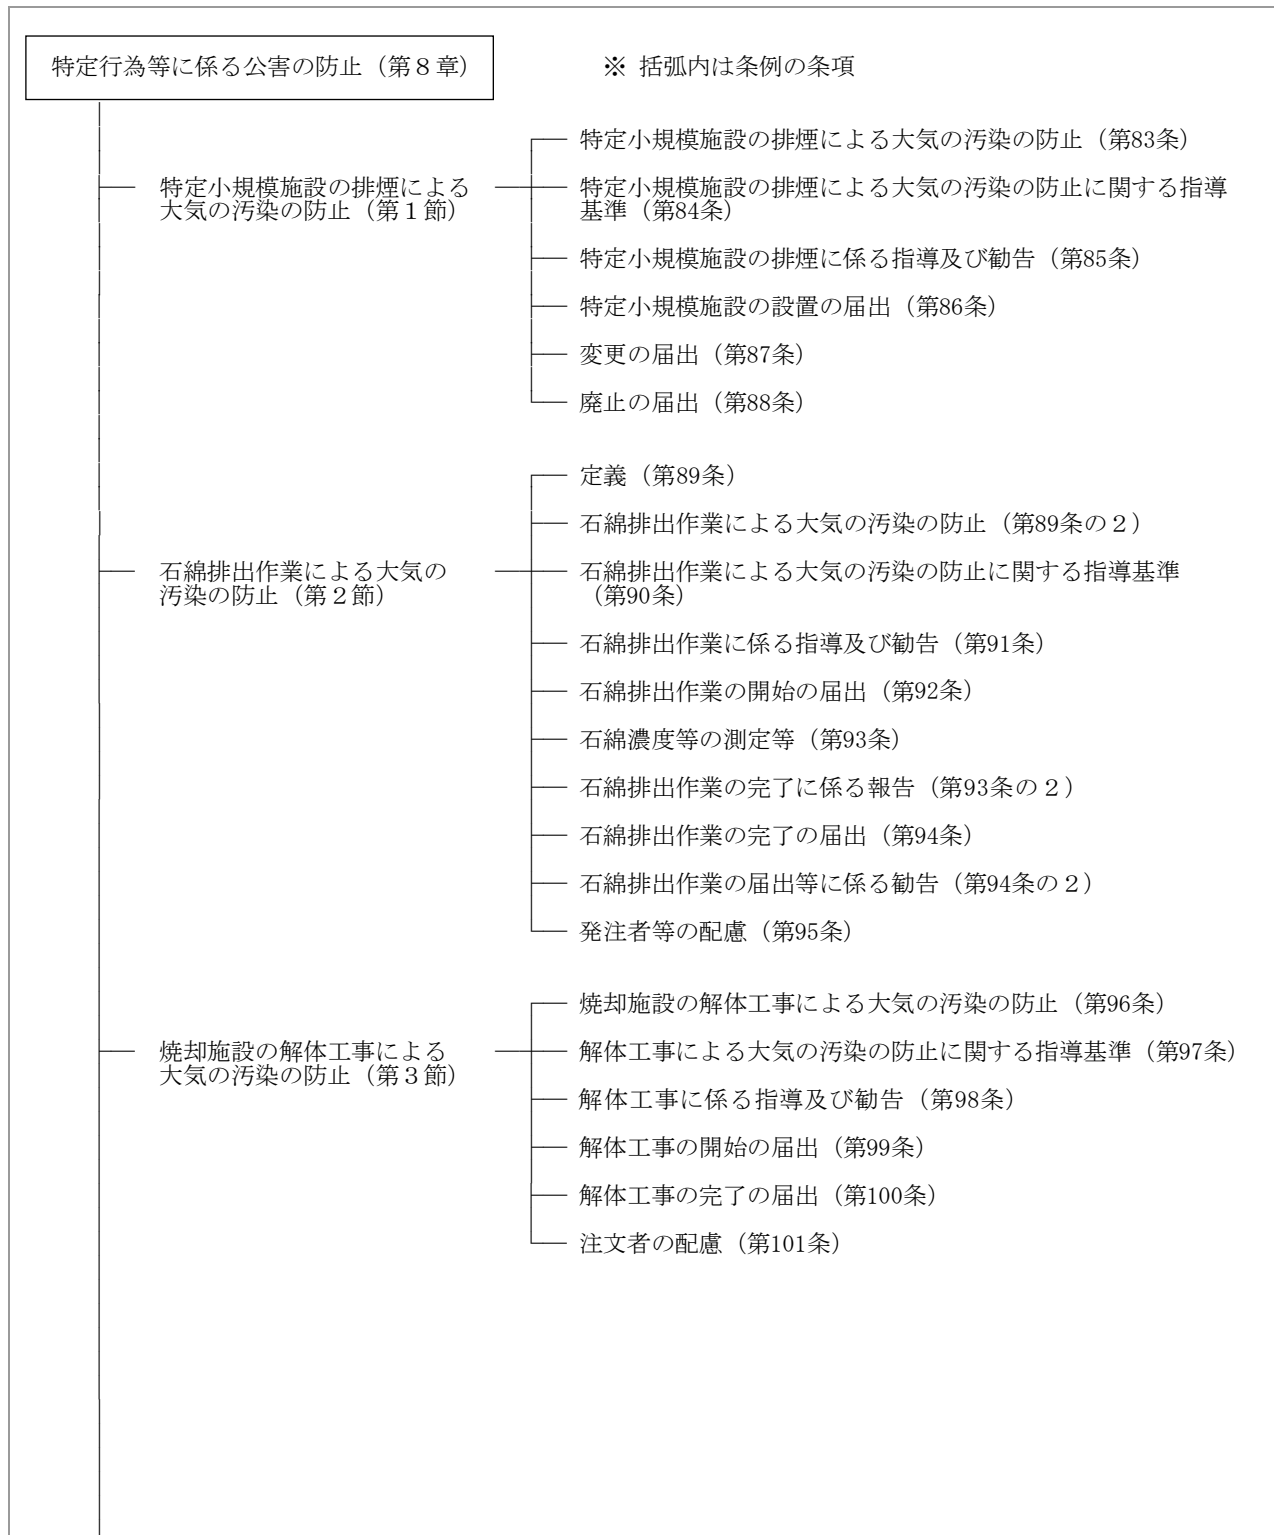 特定行為等に係る公害の防止（第８章）
※ 括弧内は条例の条項
特定小規模施設の排煙による
大気の汚染の防止（第１節）
特定小規模施設の排煙による大気の汚染の防止（第83条）
特定小規模施設の排煙による大気の汚染の防止に関する指導
基準（第84条）
特定小規模施設の排煙に係る指導及び勧告（第85条）
特定小規模施設の設置の届出（第86条）
変更の届出（第87条）
廃止の届出（第88条）
石綿排出作業による大気の
汚染の防止（第２節）
定義（第89条）
石綿排出作業による大気の汚染の防止（第89条の２）
石綿排出作業による大気の汚染の防止に関する指導基準
（第90条）
石綿排出作業に係る指導及び勧告（第91条）
石綿排出作業の開始の届出（第92条）
石綿濃度等の測定等（第93条）
石綿排出作業の完了に係る報告（第93条の２）
石綿排出作業の完了の届出（第94条）
石綿排出作業の届出等に係る勧告（第94条の２）
発注者等の配慮（第95条）
焼却施設の解体工事による
大気の汚染の防止（第３節）
焼却施設の解体工事による大気の汚染の防止（第96条）
解体工事による大気の汚染の防止に関する指導基準（第97条）
解体工事に係る指導及び勧告（第98条）
解体工事の開始の届出（第99条）
解体工事の完了の届出（第100条）
注文者の配慮（第101条）